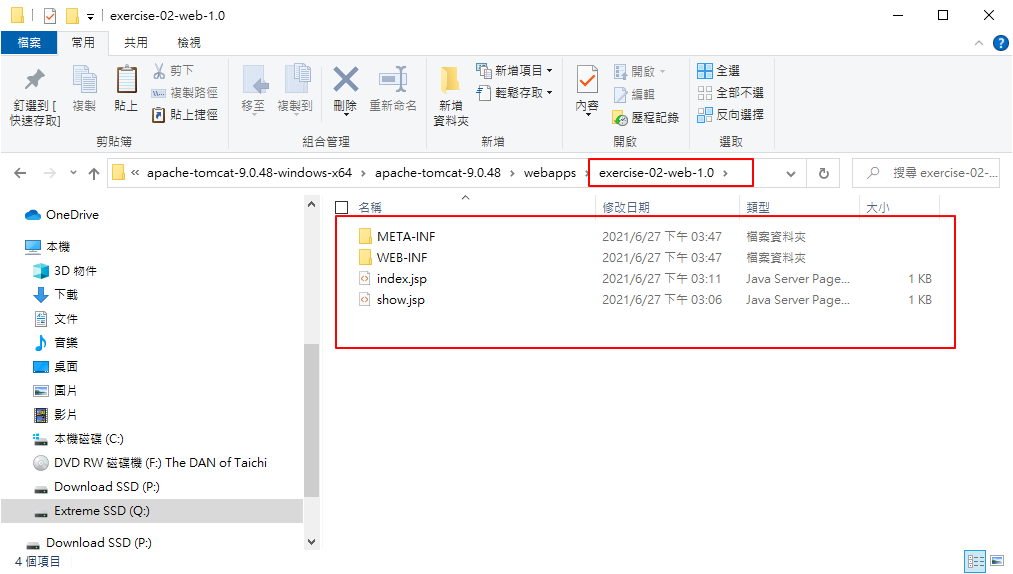 exercise-02-web-1.0
檔案 常用 共用 檢視
釘選到 [快速存取]
複製
貼上
剪下
複製路徑
貼上捷徑
剪貼簿
移至
複製到
刪除
重新命名
組合管理
新增資料夾
新增項目
輕鬆存取
新增
內容
開啟
編輯
歷程記錄
開啟
全選
全部不選
反向選擇
選取
« apache-tomcat-9.0.48-windows-x64 › apache-tomcat-9.0.48 › webapps › exercise-02-web-1.0 ›
搜尋 exercise-02-...
OneDrive
本機
3D 物件
下載
文件
音樂
桌面
圖片
影片
本機磁碟 (C:)
DVD RW 磁碟機 (F:) The DAN of Taichi
Download SSD (P:)
Extreme SSD (Q:)
Download SSD (P:)
名稱 修改日期 類型 大小
META-INF 2021/6/27 下午 03:47 檔案資料夾
WEB-INF 2021/6/27 下午 03:47 檔案資料夾
index.jsp 2021/6/27 下午 03:11 Java Server Page... 1 KB
show.jsp 2021/6/27 下午 03:06 Java Server Page... 1 KB
4 個項目